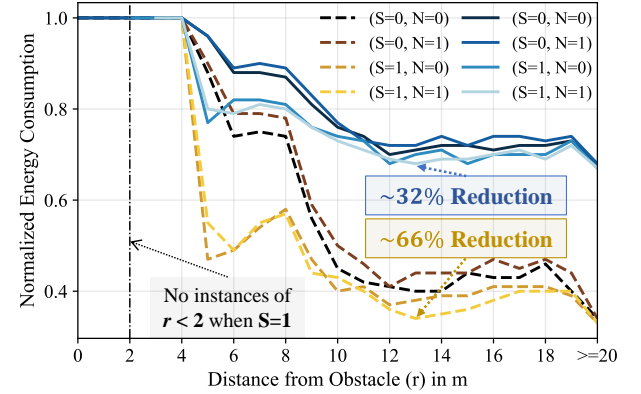 (S=0, N=0) (S=0, N=0)
(S=0, N=1) (S=0, N=1)
(S=1, N=0) (S=1, N=0)
(S=1, N=1) (S=1, N=1)
Normalized Energy Consumption
1.0
0.8
0.6
0.4
~32% Reduction
~66% Reduction
No instances of
r < 2 when S=1
0 2 4 6 8 10 12 14 16 18 >=20
Distance from Obstacle (r) in m